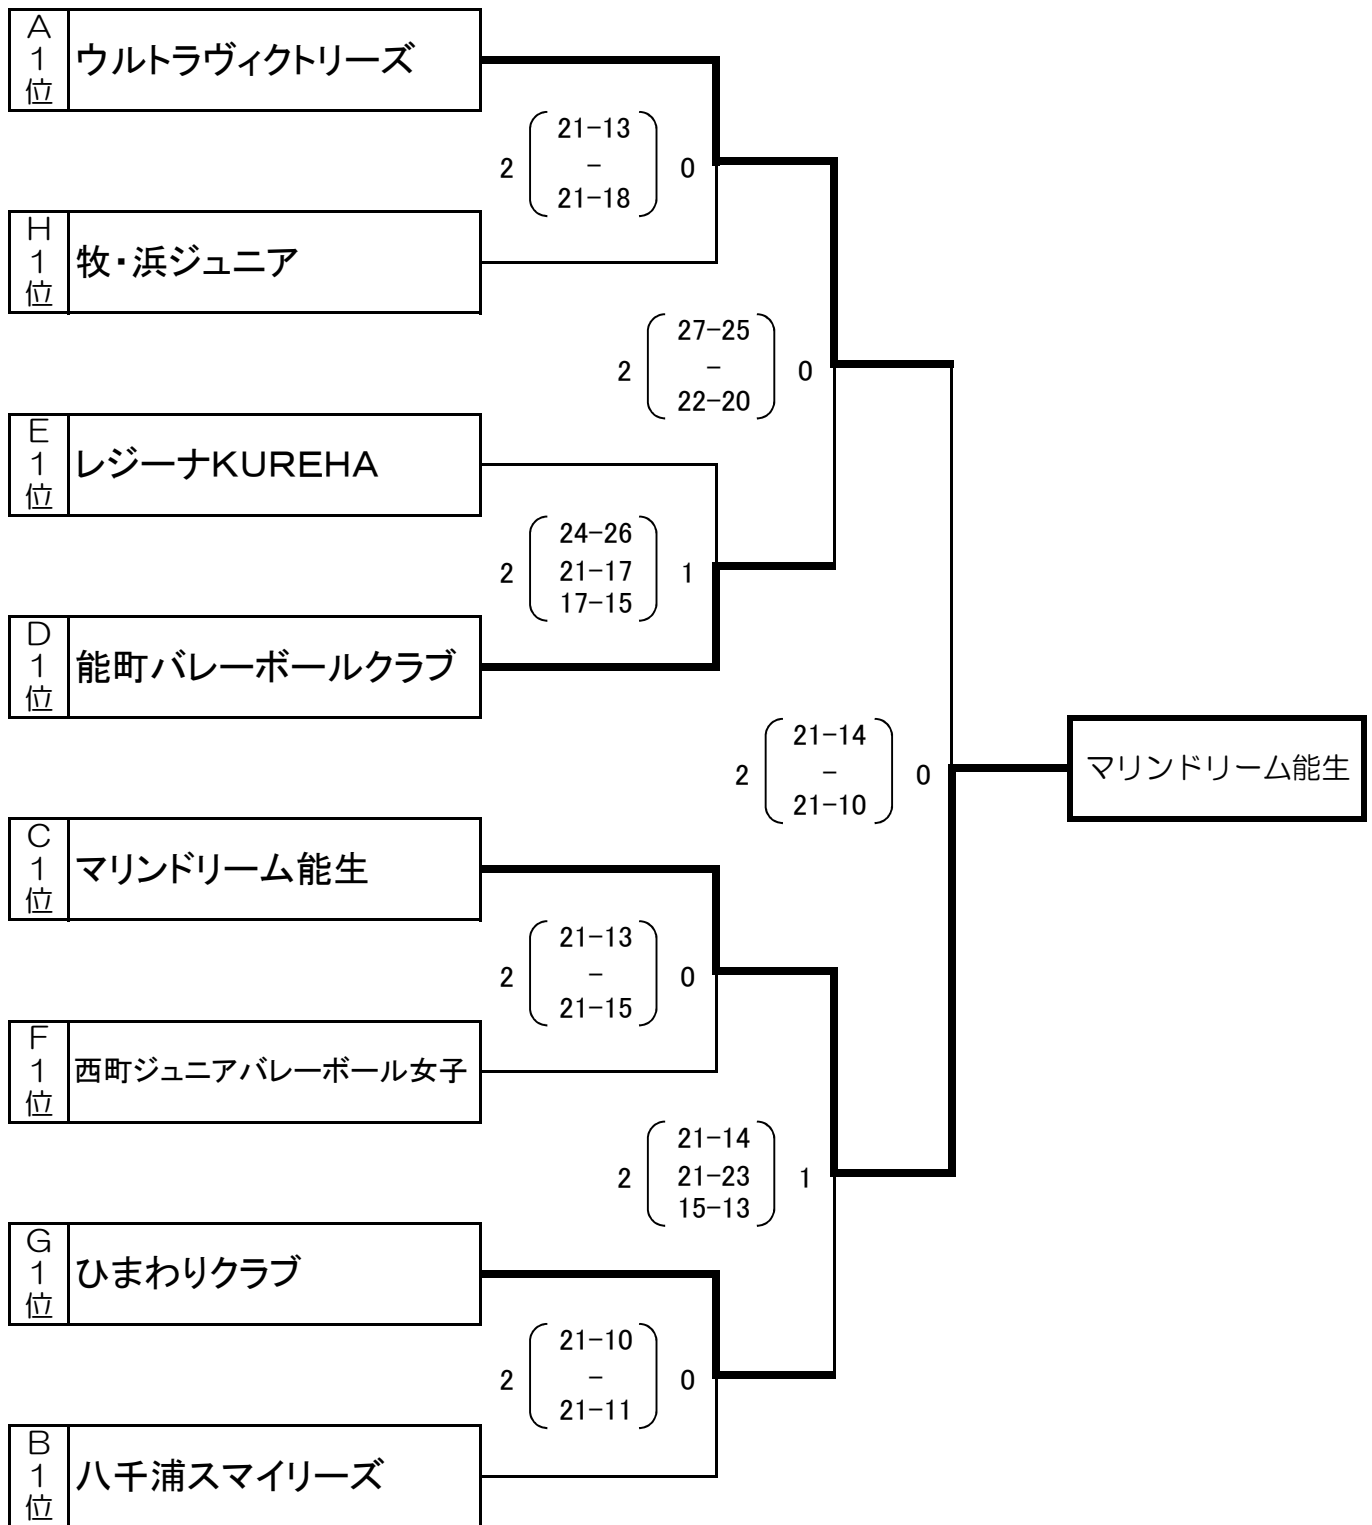 A
1
位
ウルトラヴィクトリーズ
21-13
2 - 0
21-18
H
1
位
牧・浜ジュニア
27-25
2 - 0
22-20
E
1
位
レジーナKUREHA
24-26
2 21-17 1
17-15
D
1
位
能町バレーボールクラブ
21-14
2 - 0
21-10
マリンドリーム能生
C
1
位
マリンドリーム能生
21-13
2 - 0
21-15
F
1
位
西町ジュニアバレーボール女子
21-14
2 21-23 1
15-13
G
1
位
ひまわりクラブ
21-10
2 - 0
21-11
B
1
位
八千浦スマイリーズ